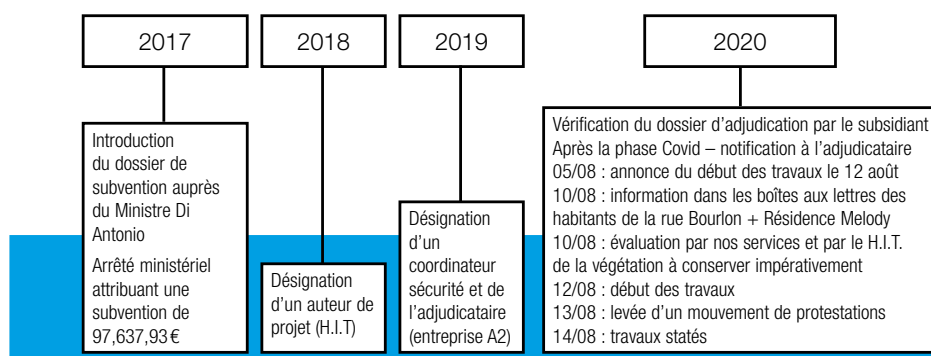 2017
2018
2019
2020
Introduction
du dossier de
subvention auprès
du Ministre Di
Antonio
Arrêté ministériel
attribuant une
subvention de
97,637,93 €
Désignation
d'un auteur de
projet (H.I.T)
Désignation
d'un
coordinateur
sécurité et de
l'adjudicataire
(entreprise A2)
Vérification du dossier d'adjudication par le subsidiant
Après la phase Covid – notification à l'adjudicataire
05/08 : annonce du début des travaux le 12 août
10/08 : information dans les boîtes aux lettres des
habitants de la rue Bourlon + Résidence Melody
10/08 : évaluation par nos services et par le H.I.T.
de la végétation à conserver impérativement
12/08 : début des travaux
13/08 : levée d'un mouvement de protestations
14/08 : travaux statés